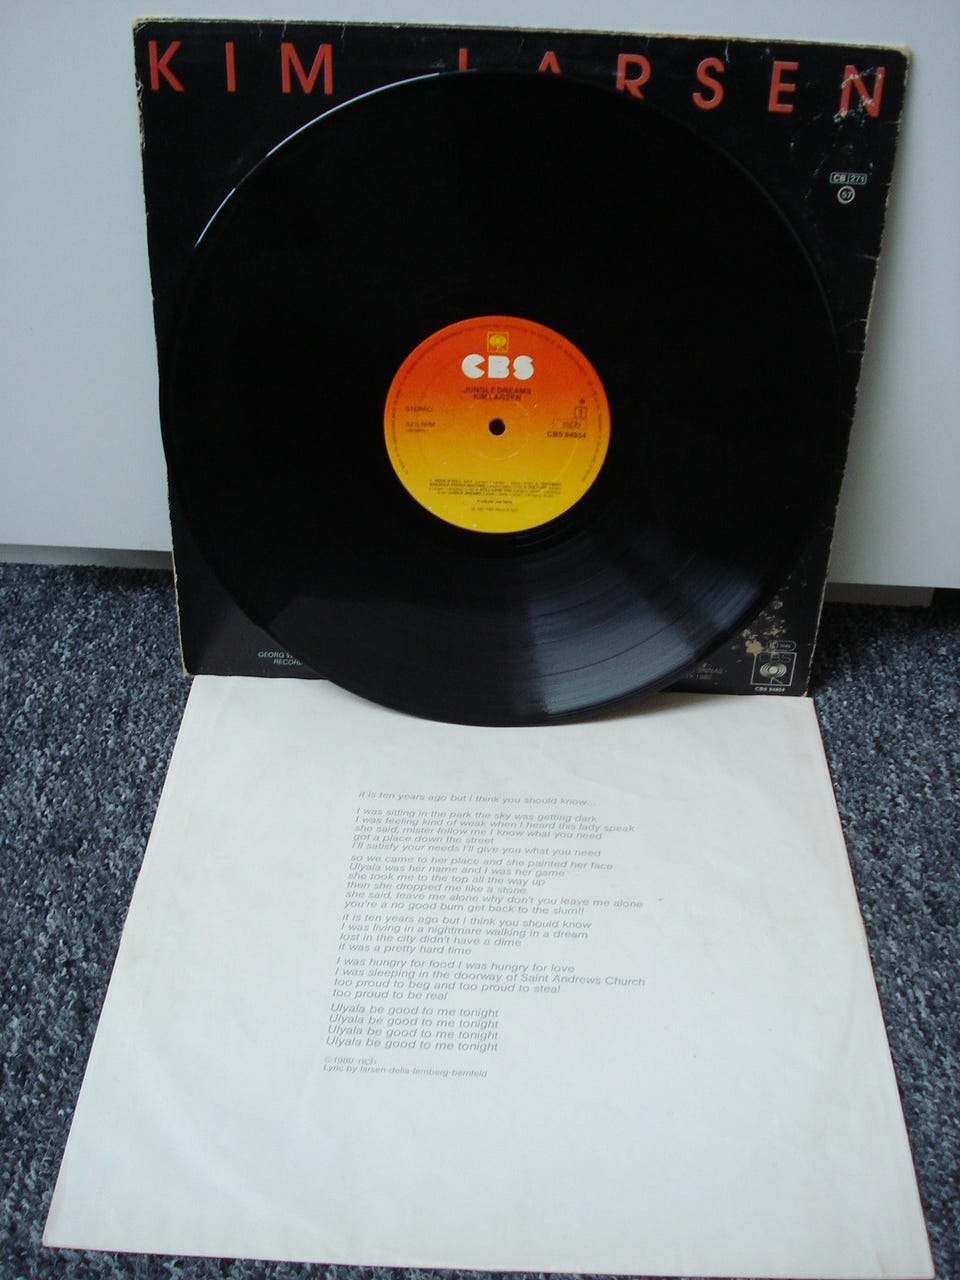 KIM LARSEN
CB 271
57
CBS
JUNGLE DREAMS
KIM LARSEN
STEREO
33⅓ RPM
1
ncb
CBS 84854
GEORG
RECOR
1980
CBS 84854
it is ten years ago but I think you should know...
I was sitting in the park the sky was getting dark
I was feeling kind of weak when I heard this lady speak
she said, mister follow me I know what you need
got a place down the street
I'll satisfy your needs I'll give you what you need
so we came to her place and she painted her face
Ulyala was her name and I was her game
she took me to the top all the way up
then she dropped me like a stone
she said, leave me alone why don't you leave me alone
you're a no good bum get back to the slum!!
it is ten years ago but I think you should know
I was living in a nightmare walking in a dream
lost in the city didn't have a dime
it was a pretty hard time
I was hungry for food I was hungry for love
I was sleeping in the doorway of Saint Andrews Church
too proud to beg and too proud to steal
too proud to be real
Ulyala be good to me tonight
Ulyala be good to me tonight
Ulyala be good to me tonight
Ulyala be good to me tonight
© 1980 ncb
Lyric by larsen-delia-lemberg-bernfeld